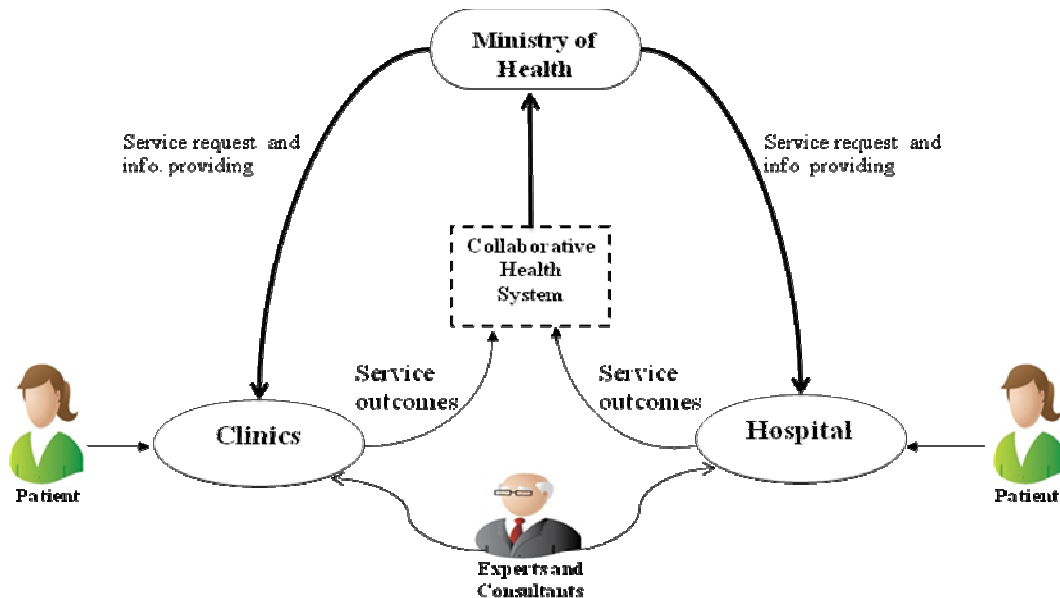 Ministry of
Health
Service request and
info. providing
Service request and
info providing
Collaborative
Health
System
Service
outcomes
Service
outcomes
Clinics
Hospital
Patient
Patient
Experts and
Consultants